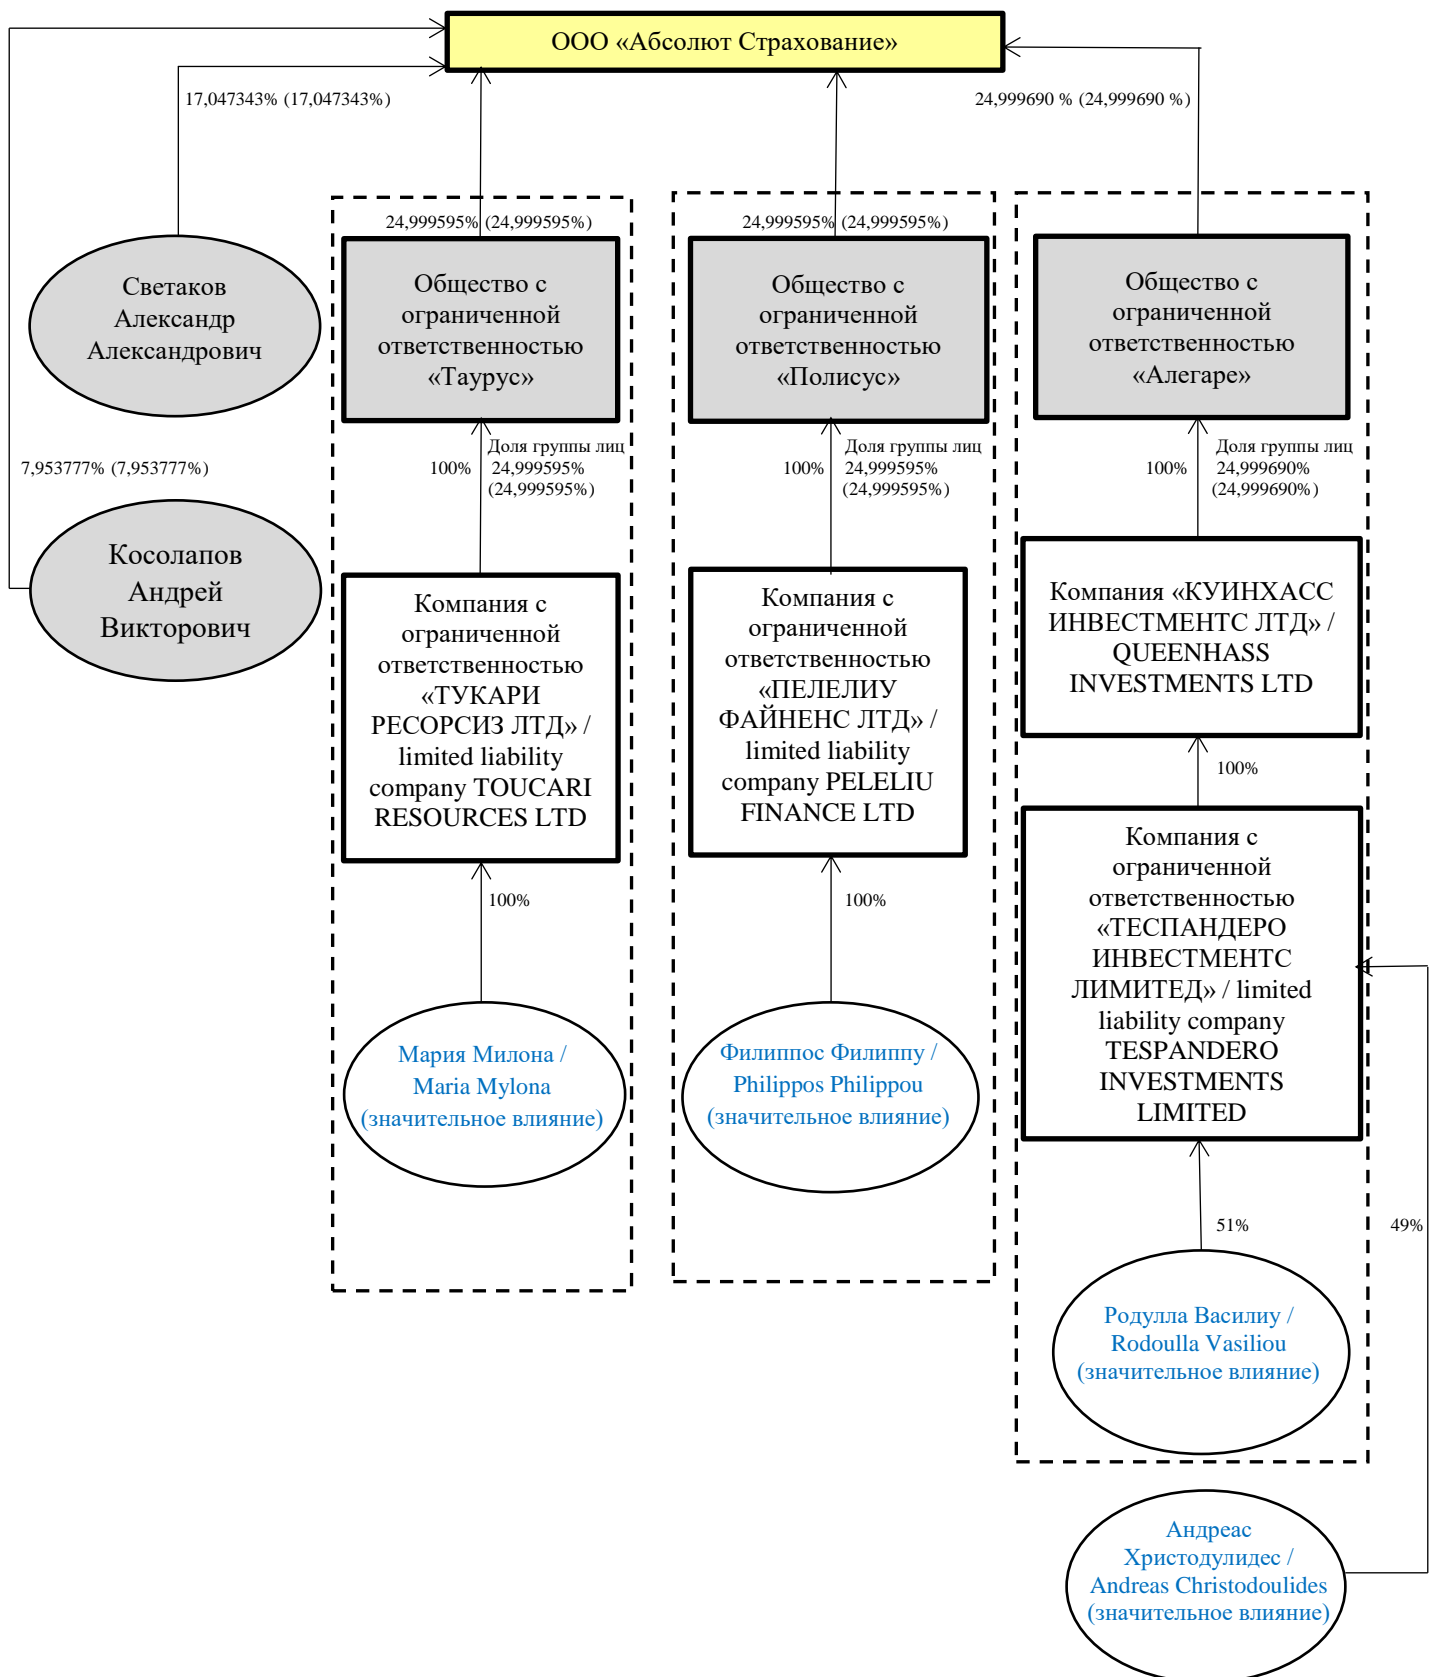 ООО «Абсолют Страхование»
17,047343% (17,047343%)
24,999690 % (24,999690 %)
24,999595% (24,999595%)
24,999595% (24,999595%)
Светаков
Александр
Александрович
Общество с
ограниченной
ответственностью
«Таурус»
Общество с
ограниченной
ответственностью
«Полисус»
Общество с
ограниченной
ответственностью
«Алегаре»
7,953777% (7,953777%)
100%
Доля группы лиц
24,999595%
(24,999595%)
100%
Доля группы лиц
24,999595%
(24,999595%)
100%
Доля группы лиц
24,999690%
(24,999690%)
Косолапов
Андрей
Викторович
Компания с
ограниченной
ответственностью
«ТУКАРИ
РЕСОРСИЗ ЛТД» /
limited liability
company TOUCARI
RESOURCES LTD
Компания с
ограниченной
ответственностью
«ПЕЛЕЛИУ
ФАЙНЕНС ЛТД» /
limited liability
company PELELIU
FINANCE LTD
Компания «КУИНХАСС
ИНВЕСТМЕНТС ЛТД» /
QUEENHASS
INVESTMENTS LTD
100%
100%
100%
Компания с
ограниченной
ответственностью
«ТЕСПАНДЕРО
ИНВЕСТМЕНТС
ЛИМИТЕД» / limited
liability company
TESPANDERO
INVESTMENTS
LIMITED
Мария Милона /
Maria Mylona
(значительное влияние)
Филиппос Филиппу /
Philippos Philippou
(значительное влияние)
51%
49%
Родулла Василиу /
Rodoulla Vasiliou
(значительное влияние)
Андреас
Христодулидес /
Andreas Christodoulides
(значительное влияние)